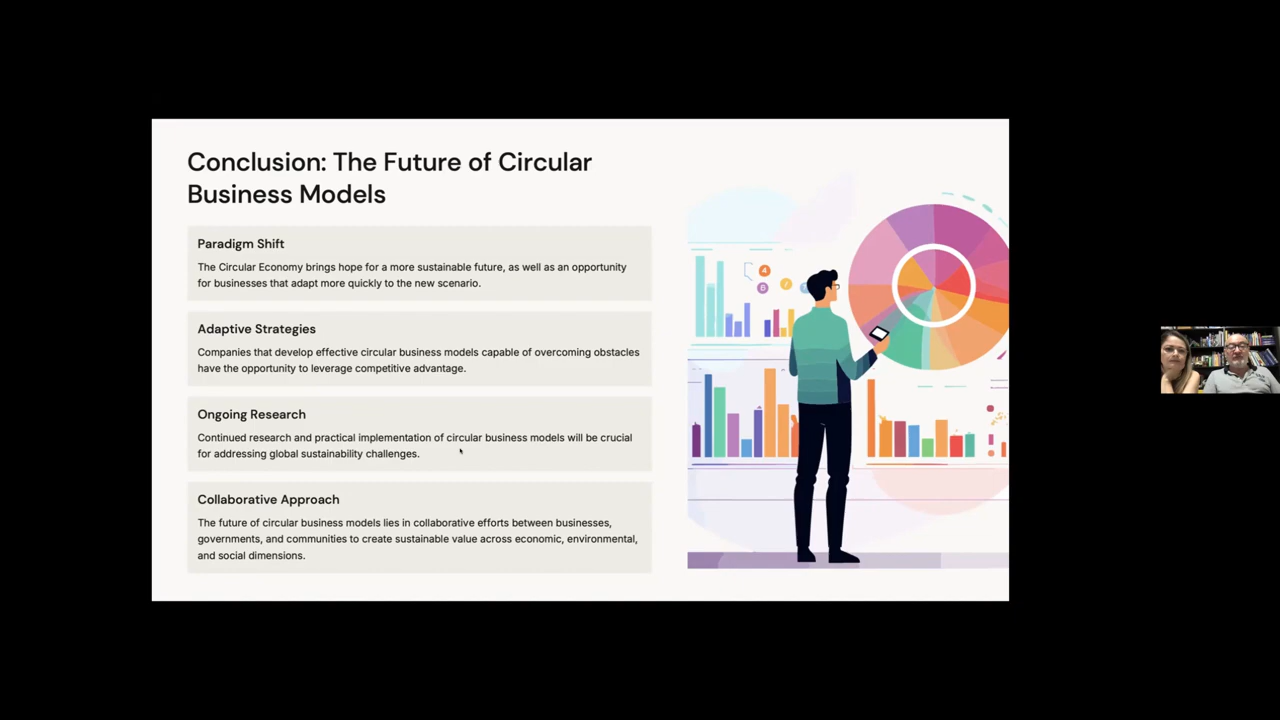 Conclusion: The Future of Circular
Business Models
Paradigm Shift
The Circular Economy brings hope for a more sustainable future, as well as an opportunity
for businesses that adapt more quickly to the new scenario.
Adaptive Strategies
Companies that develop effective circular business models capable of overcoming obstacles
have the opportunity to leverage competitive advantage.
Ongoing Research
Continued research and practical implementation of circular business models will be crucial
for addressing global sustainability challenges.
Collaborative Approach
The future of circular business models lies in collaborative efforts between businesses,
governments, and communities to create sustainable value across economic, environmental,
and social dimensions.